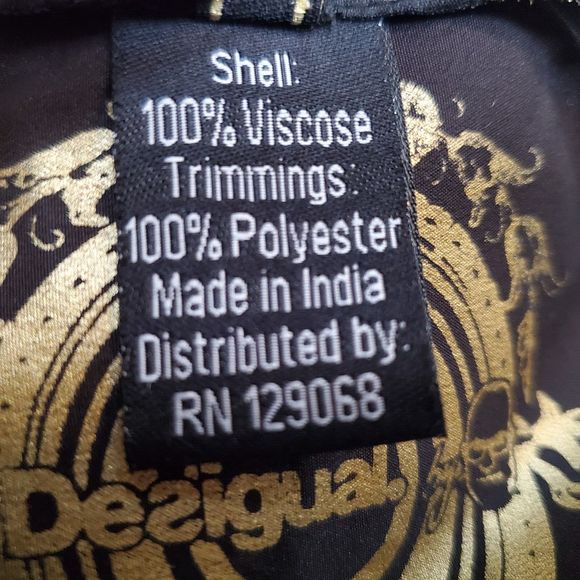 Shell:
100% Viscose
Trimmings:
100% Polyester
Made in India
Distributed by:
RN 129068
Desigual.